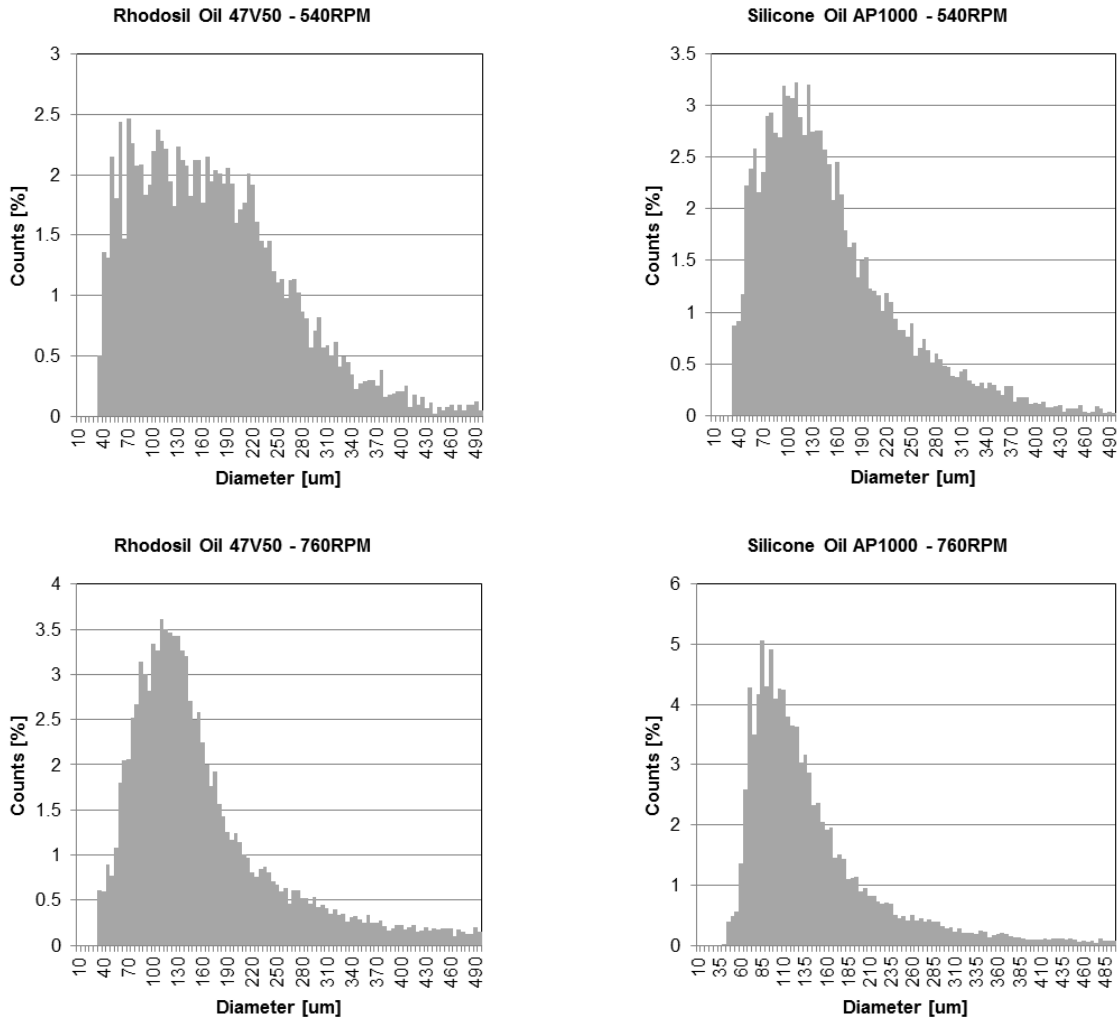 Rhodosil Oil 47V50 - 540RPM
3
2.5
2
1.5
1
0.5
0
Counts [%]
10 40 70 100 130 160 190 220 250 280 310 340 370 400 430 460 490
Diameter [um]
Silicone Oil AP1000 - 540RPM
3.5
3
2.5
2
1.5
1
0.5
0
Counts [%]
10 40 70 100 130 160 190 220 250 280 310 340 370 400 430 460 490
Diameter [um]
Rhodosil Oil 47V50 - 760RPM
4
3.5
3
2.5
2
1.5
1
0.5
0
Counts [%]
10 40 70 100 130 160 190 220 250 280 310 340 370 400 430 460 490
Diameter [um]
Silicone Oil AP1000 - 760RPM
6
5
4
3
2
1
0
Counts [%]
10 35 60 85 110 135 160 185 210 235 260 285 310 335 360 385 410 435 460 485
Diameter [um]